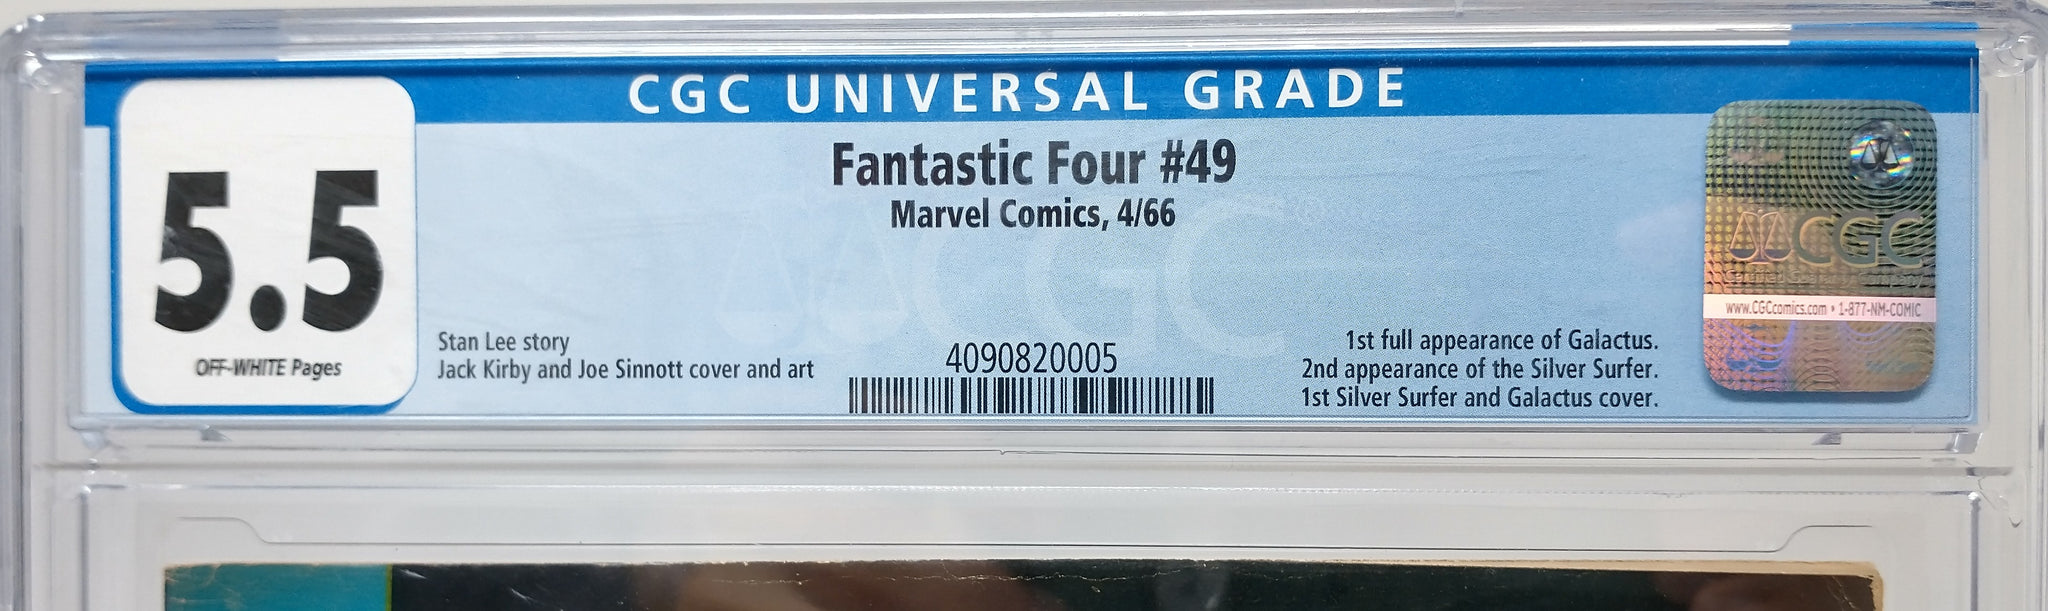 CGC UNIVERSAL GRADE
5.5
OFF-WHITE Pages
Fantastic Four #49
Marvel Comics, 4/66
Stan Lee story
Jack Kirby and Joe Sinnott cover and art
4090820005
1st full appearance of Galactus.
2nd appearance of the Silver Surfer.
1st Silver Surfer and Galactus cover.
CGC
CGC
www.CGCcomics.com • 1-877-NM-COMIC